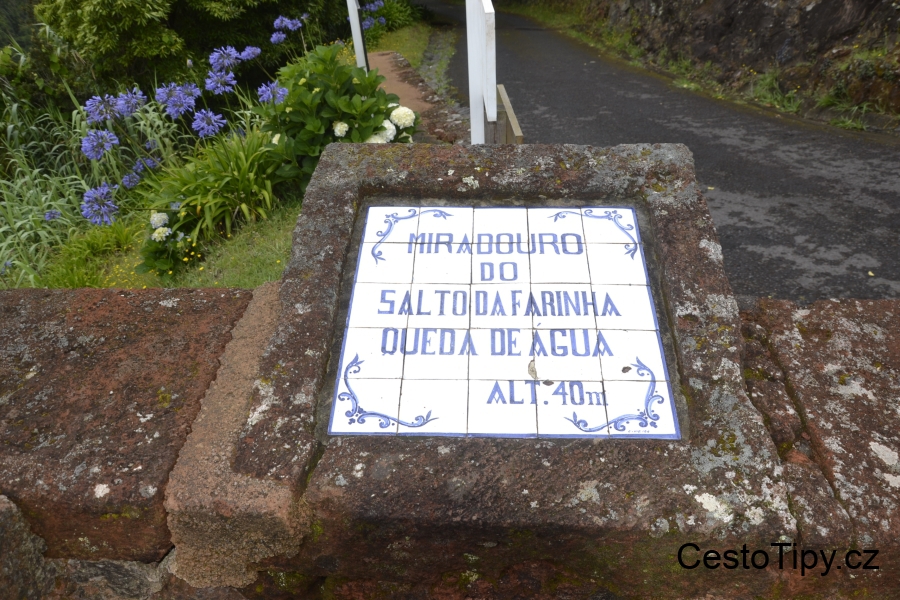 MIRADOURO
DO
SALTO DA FARINHA
QUEDA DE AGUA
ALT. 40m
CestoTipy.cz